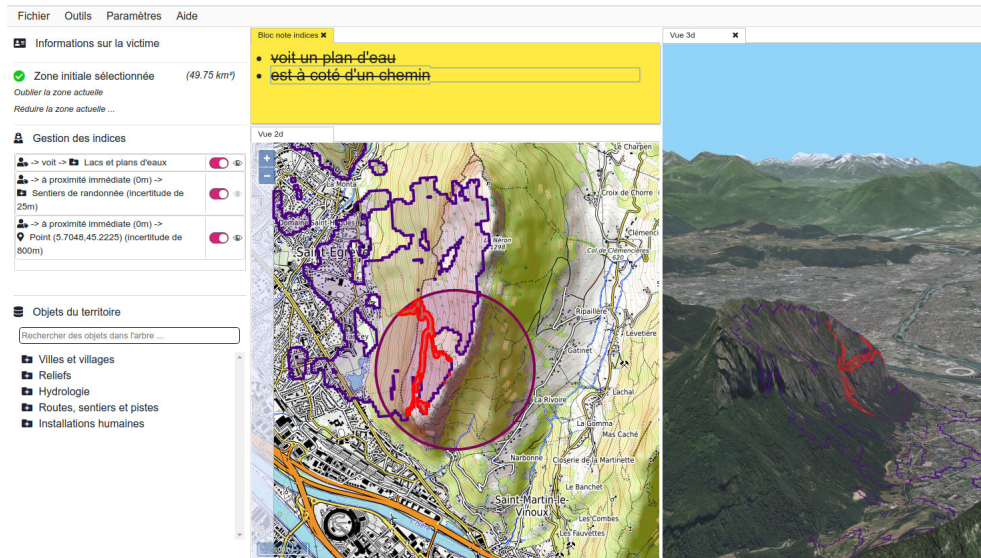 Fichier Outils Paramètres Aide
Informations sur la victime
Zone initiale sélectionnée (49.75 km²)
Oublier la zone actuelle
Réduire la zone actuelle ...
Gestion des indices
-> voit -> Lacs et plans d'eaux
-> à proximité immédiate (0m) ->
Sentiers de randonnée (incertitude de
25m)
-> à proximité immédiate (0m) ->
Point (5.7048,45.2225) (incertitude de
800m)
Objets du territoire
Rechercher des objets dans l'arbre ...
Villes et villages
Reliefs
Hydrologie
Routes, sentiers et pistes
Installations humaines
Bloc note indices ✖
voit un plan d'eau
est à coté d'un chemin
Vue 2d
+
−
Le Charpen
La Monta
Croix de Chorre
Clémenci
Saint-Égrève
Néron
1298
Col de Clémencières
620
Ripaillère
Lévetière
Gatinet
Lachal
La Rivoire
La Gomma
Mas Caché
Narbonne
Closerie de la Martinette
Le Banchet
Saint-Martin-le-
Vinoux
Les Combes
Les Fauvettes
Vue 3d ✖